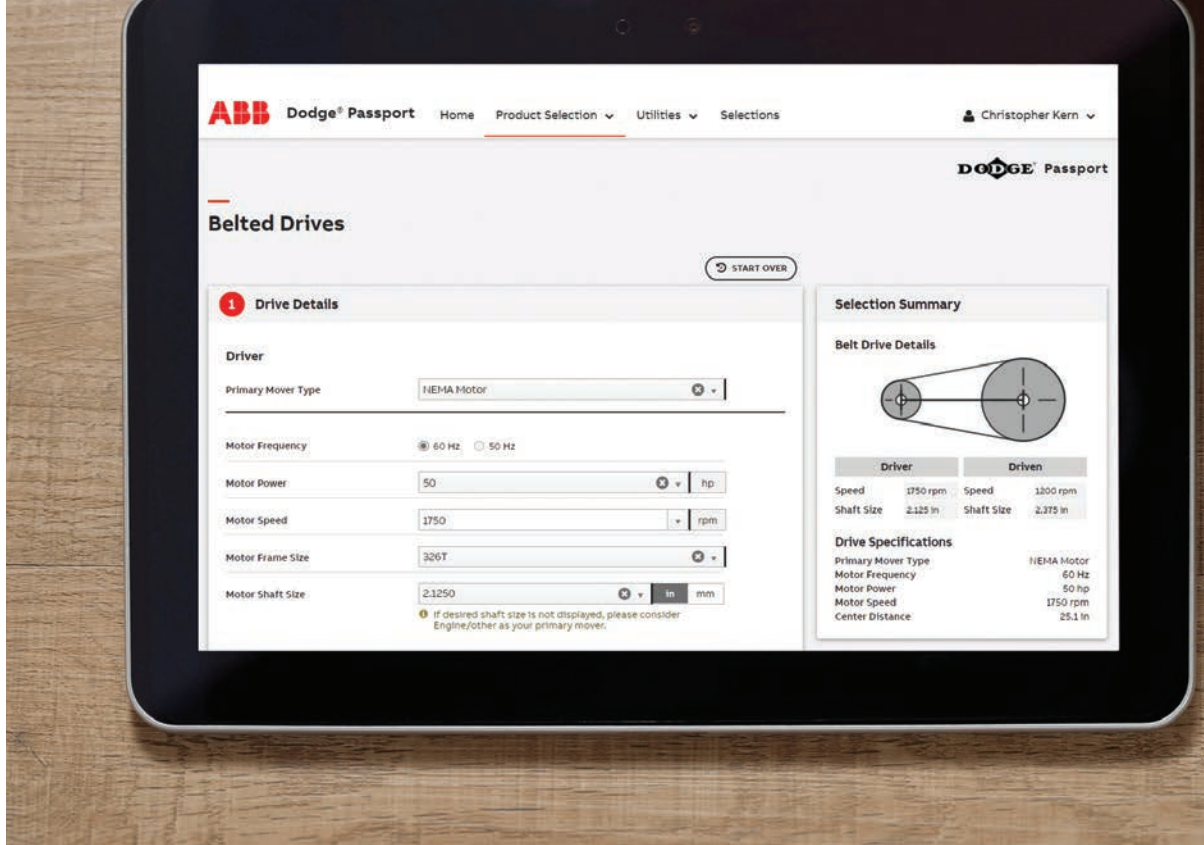 ABB Dodge® Passport Home Product Selection Utilities Selections Christopher Kern
DODGE Passport
Belted Drives
START OVER
1 Drive Details
Driver
Primary Mover Type NEMA Motor
Motor Frequency 60 Hz 50 Hz
Motor Power 50 hp
Motor Speed 1750 rpm
Motor Frame Size 326T
Motor Shaft Size 2.1250 in mm
If desired shaft size is not displayed, please consider
Engine/other as your primary mover.
Selection Summary
Belt Drive Details
Driver Driven
Speed 1750 rpm Speed 1200 rpm
Shaft Size 2.125 in Shaft Size 2.375 in
Drive Specifications
Primary Mover Type NEMA Motor
Motor Frequency 60 Hz
Motor Power 50 hp
Motor Speed 1750 rpm
Center Distance 25.1 in